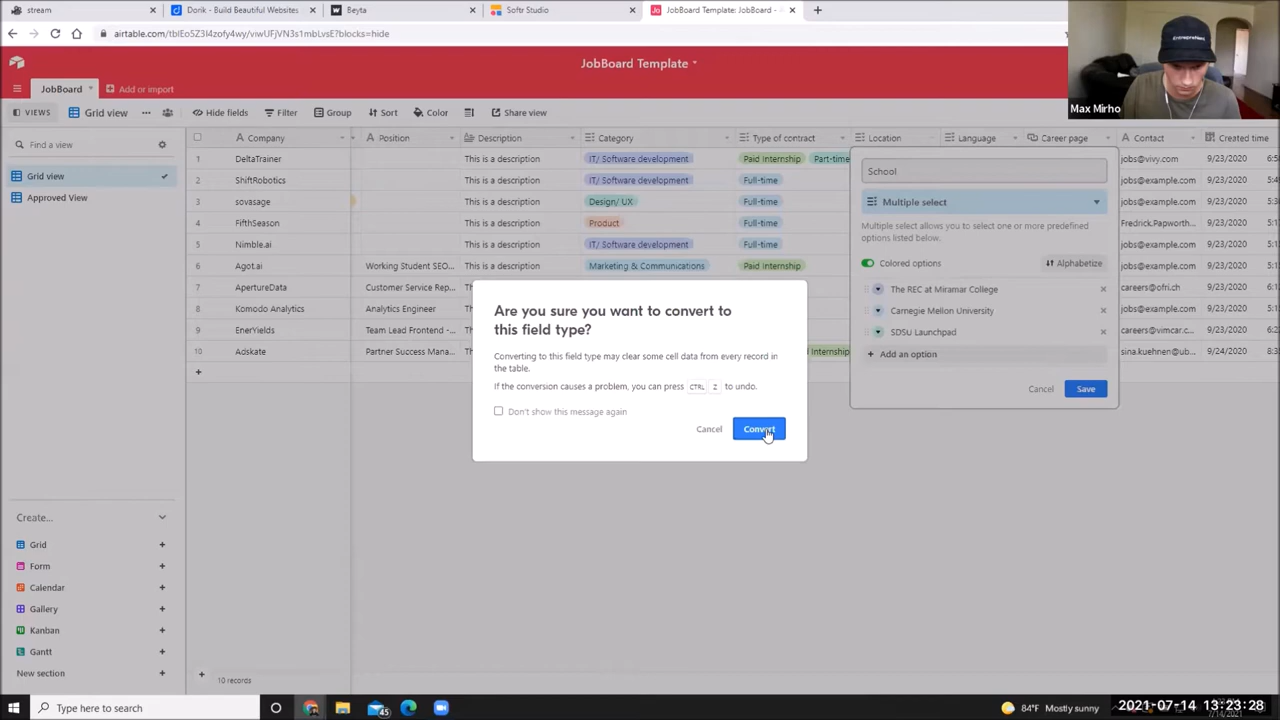 stream
Dorik - Build Beautiful Websites
Beyta
Softr Studio
JobBoard Template: JobBoard -
airtable.com/tblEo5Z3I4zofy4wy/viwUFjVN3s1mbLvsE?blocks=hide
EntrepreNerd
Max Mirho
JobBoard Template
JobBoard
Add or import
VIEWS
Grid view
Hide fields
Filter
Group
Sort
Color
Share view
Find a view
Grid view
Approved View
Company Position Description Category Type of contract Location Language Career page Contact Created time
1 DeltaTrainer This is a description IT/ Software development Paid Internship Part-time jobs@vivy.com 9/23/2020
2 ShiftRobotics This is a description IT/ Software development Full-time jobs@example.com 9/23/2020
3 sovasage This is a description Design/ UX Full-time jobs@example.com 9/23/2020
4 FifthSeason This is a description Product Full-time Fredrick.Papworth... 9/23/2020
5 Nimble.ai This is a description IT/ Software development Full-time jobs@example.com 9/23/2020
6 Agot.ai Working Student SEO... This is a description Marketing & Communications Paid Internship jobs@example.com 9/23/2020
7 ApertureData Customer Service Rep... careers@ofri.ch 9/23/2020
8 Komodo Analytics Analytics Engineer jobs@example.com 9/23/2020
9 EnerYields Team Lead Frontend - careers@vimcar... 9/23/2020
10 Adskate Partner Success Mana... Internship sina.kuehnen@ub... 9/23/2020
School
Multiple select
Multiple select allows you to select one or more predefined
options listed below.
Colored options
Alphabetize
The REC at Miramar College
Carnegie Melion University
SDSU Launchpad
Add an option
Cancel
Save
Are you sure you want to convert to
this field type?
Converting to this field type may clear some cell data from every record in
the table.
If the conversion causes a problem, you can press CTRL Z to undo.
Don't show this message again
Cancel
Convert
Create...
Grid
Form
Calendar
Gallery
Kanban
Gantt
New section
10 records
Type here to search
45
84°F Mostly sunny
2021-07-14 13:23:28